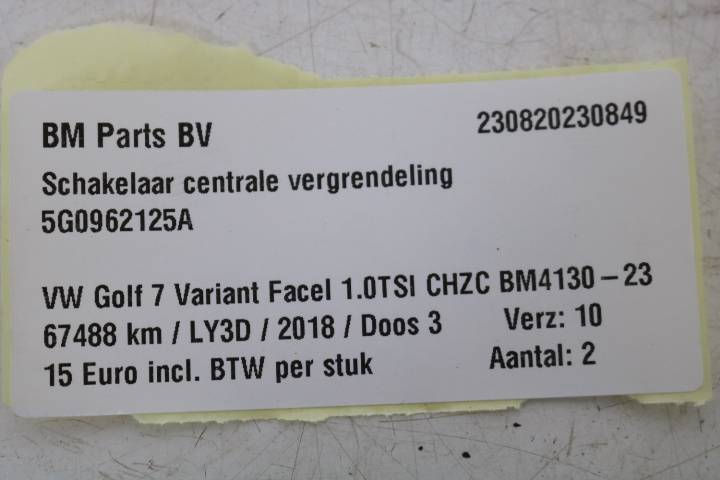 BM Parts BV 230820230849
Schakelaar centrale vergrendeling
5G0962125A
VW Golf 7 Variant Facel 1.0TSI CHZC BM4130-23
67488 km / LY3D / 2018 / Doos 3 Verz: 10
15 Euro incl. BTW per stuk Aantal: 2